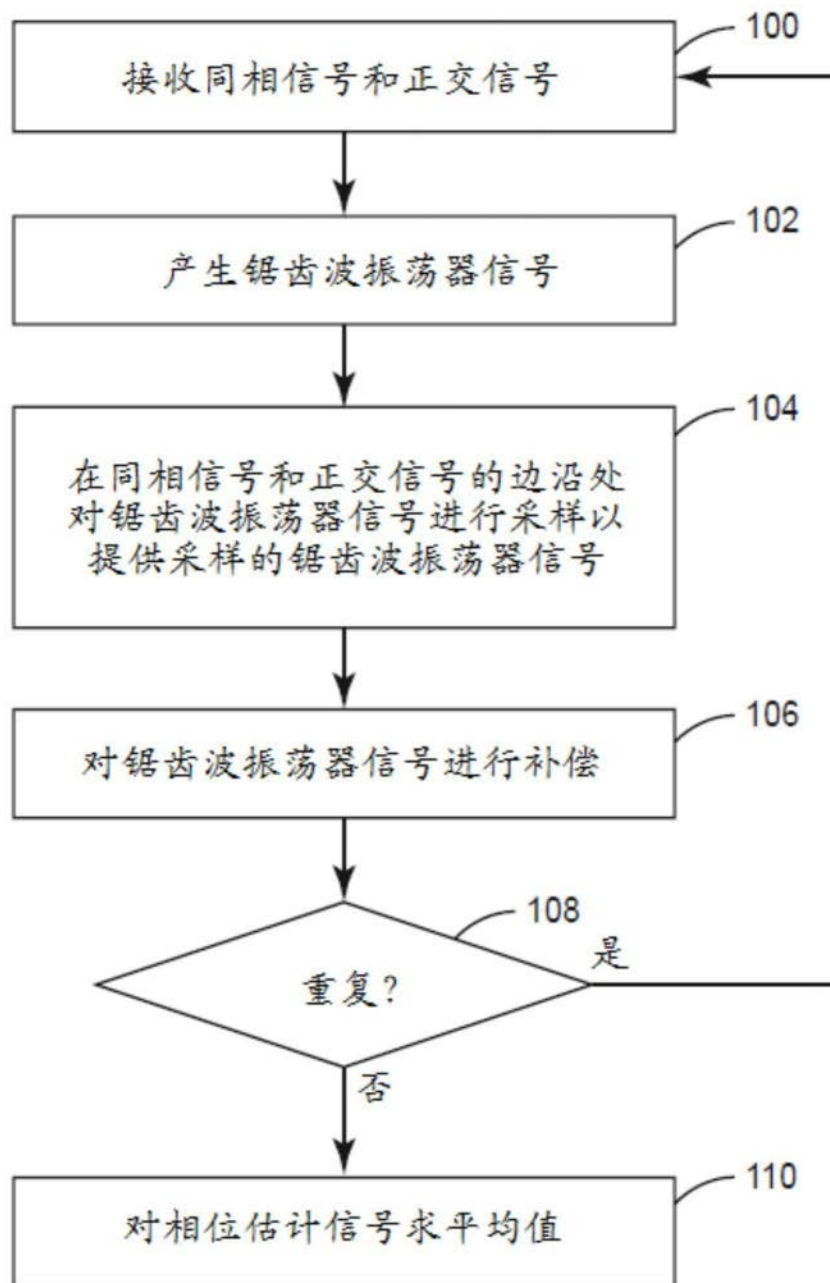 100
接收同相信号和正交信号
102
产生锯齿波振荡器信号
104
在同相信号和正交信号的边沿处
对锯齿波振荡器信号进行采样以
提供采样的锯齿波振荡器信号
106
对锯齿波振荡器信号进行补偿
108
重复?
是
否
110
对相位估计信号求平均值